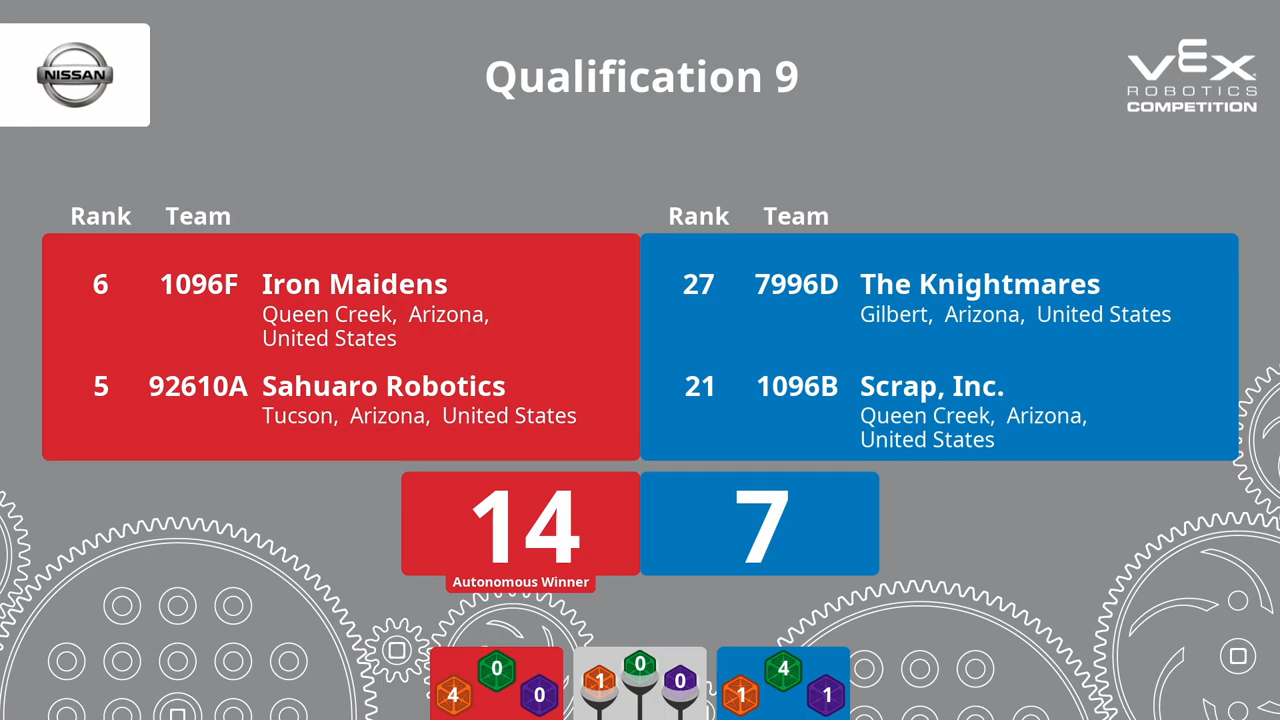 NISSAN
Qualification 9
VEX
ROBOTICS
COMPETITION
Rank Team
6 1096F Iron Maidens
Queen Creek, Arizona,
United States
5 92610A Sahuaro Robotics
Tucson, Arizona, United States
Rank Team
27 7996D The Knightmares
Gilbert, Arizona, United States
21 1096B Scrap, Inc.
Queen Creek, Arizona,
United States
14
Autonomous Winner
7
4 0 0
1 0 0
1 4 1